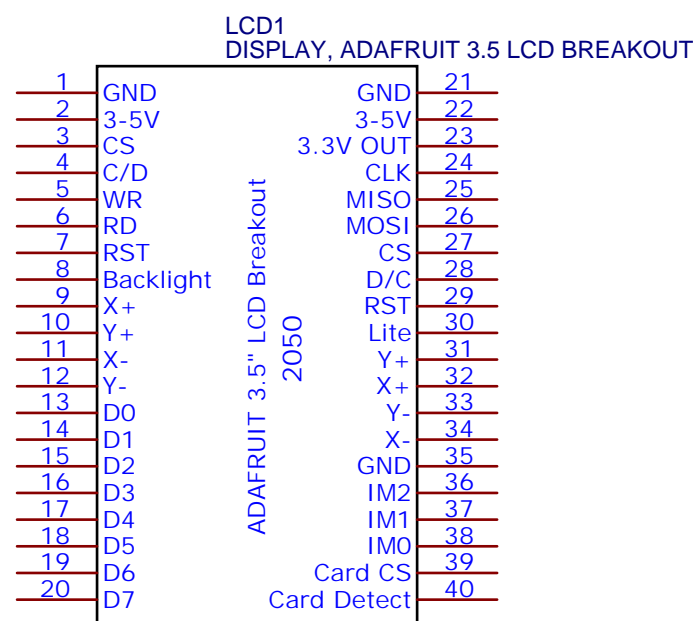 LCD1
DISPLAY, ADAFRUIT 3.5 LCD BREAKOUT
1 GND GND 21
2 3-5V 3-5V 22
3 CS 3.3V OUT 23
4 C/D CLK 24
5 WR MISO 25
6 RD MOSI 26
7 RST CS 27
8 Backlight D/C 28
9 X+ RST 29
10 Y+ Lite 30
11 X- Y+ 31
12 Y- X+ 32
13 D0 Y- 33
14 D1 X- 34
15 D2 GND 35
16 D3 IM2 36
17 D4 IM1 37
18 D5 IM0 38
19 D6 Card CS 39
20 D7 Card Detect 40
ADAFRUIT 3.5" LCD Breakout
2050